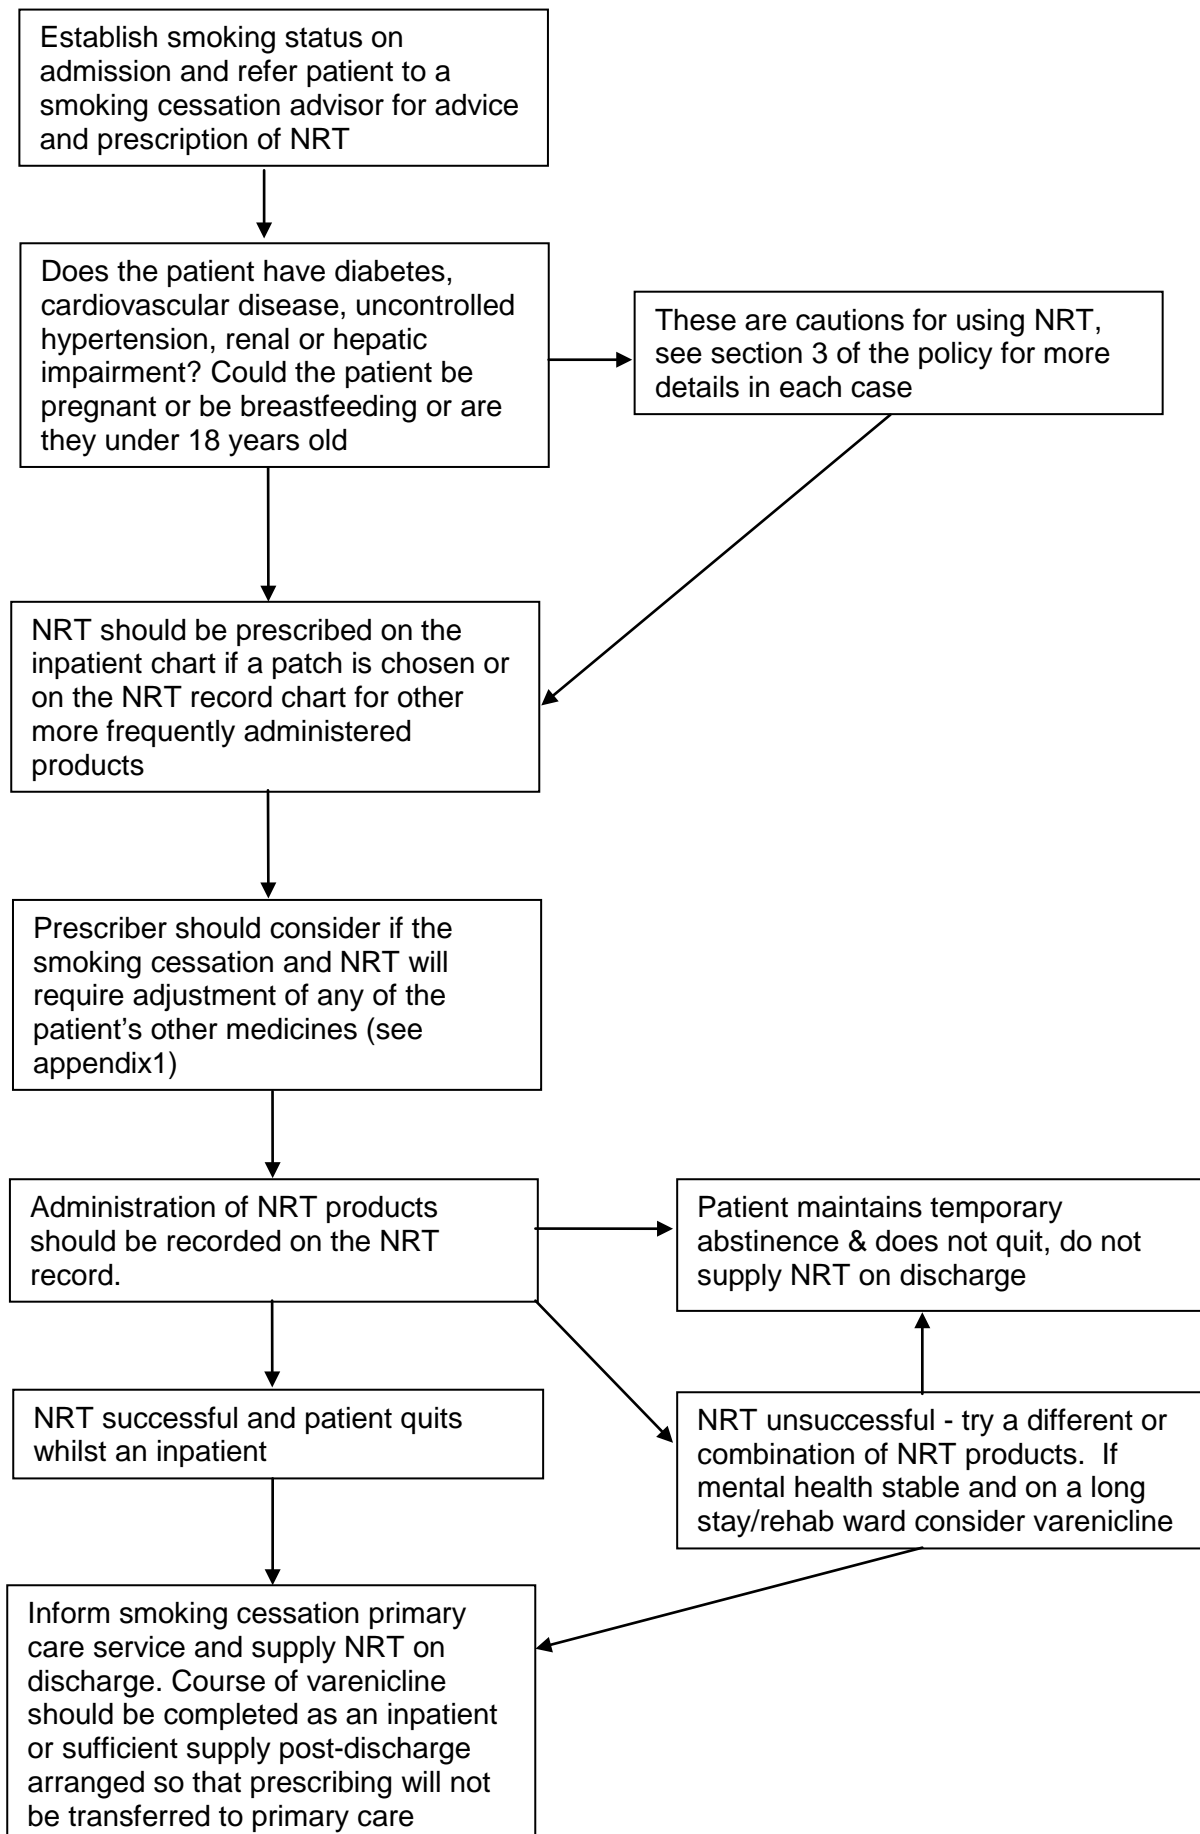 Establish smoking status on
admission and refer patient to a
smoking cessation advisor for advice
and prescription of NRT
Does the patient have diabetes,
cardiovascular disease, uncontrolled
hypertension, renal or hepatic
impairment? Could the patient be
pregnant or be breastfeeding or are
they under 18 years old
These are cautions for using NRT,
see section 3 of the policy for more
details in each case
NRT should be prescribed on the
inpatient chart if a patch is chosen or
on the NRT record chart for other
more frequently administered
products
Prescriber should consider if the
smoking cessation and NRT will
require adjustment of any of the
patient’s other medicines (see
appendix1)
Administration of NRT products
should be recorded on the NRT
record.
Patient maintains temporary
abstinence & does not quit, do not
supply NRT on discharge
NRT successful and patient quits
whilst an inpatient
NRT unsuccessful - try a different or
combination of NRT products.  If
mental health stable and on a long
stay/rehab ward consider varenicline
Inform smoking cessation primary
care service and supply NRT on
discharge. Course of varenicline
should be completed as an inpatient
or sufficient supply post-discharge
arranged so that prescribing will not
be transferred to primary care